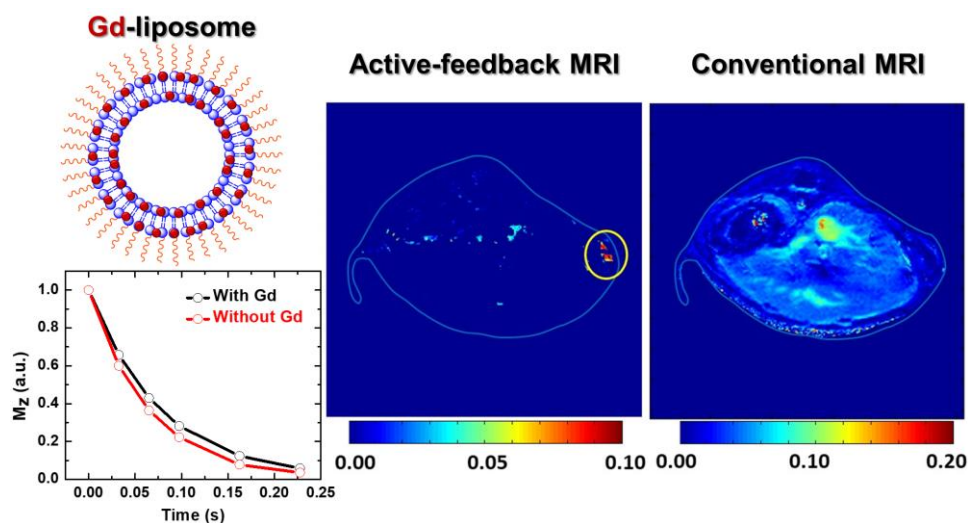 Gd-liposome
Active-feedback MRI
Conventional MRI
1.0
0.8
0.6
0.4
0.2
0.0
With Gd
Without Gd
Mz (a.u.)
0.00 0.05 0.10 0.15 0.20 0.25
Time (s)
0.00 0.05 0.10
0.00 0.10 0.20